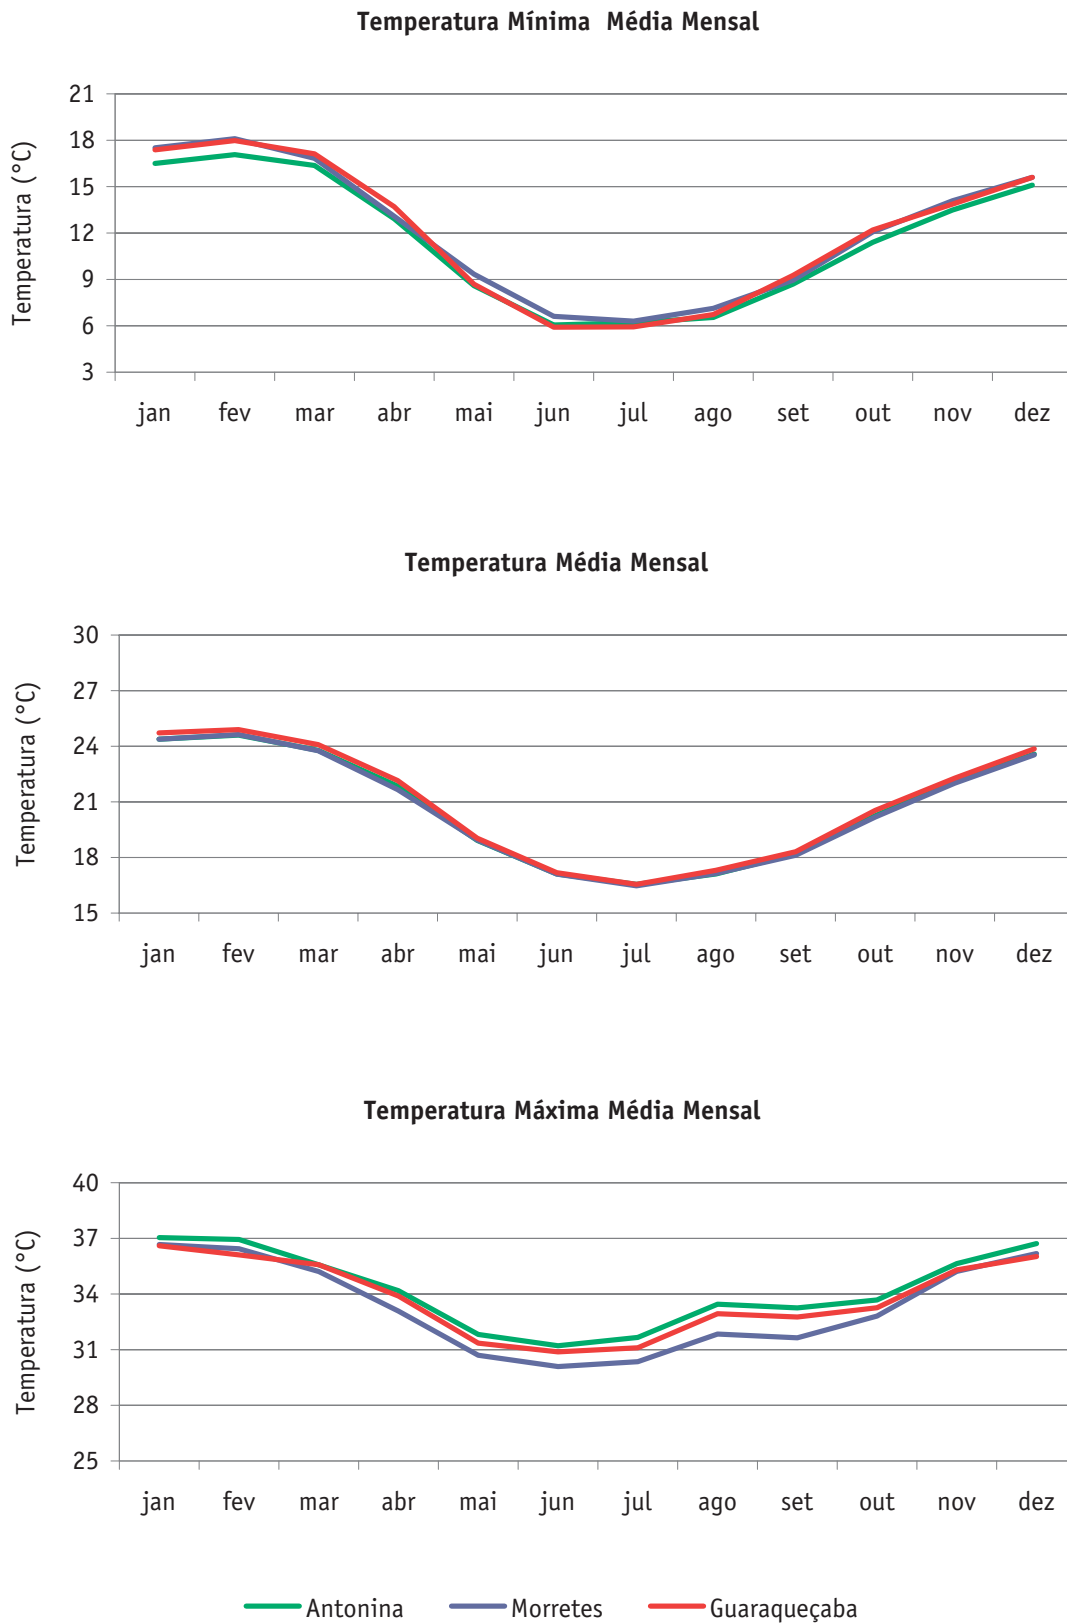 Temperatura Mínima Média Mensal
Temperatura (°C)
21
18
15
12
9
6
3
jan fev mar abr mai jun jul ago set out nov dez
Temperatura Média Mensal
Temperatura (°C)
30
27
24
21
18
15
jan fev mar abr mai jun jul ago set out nov dez
Temperatura Máxima Média Mensal
Temperatura (°C)
40
37
34
31
28
25
jan fev mar abr mai jun jul ago set out nov dez
Antonina Morretes Guaraqueçaba